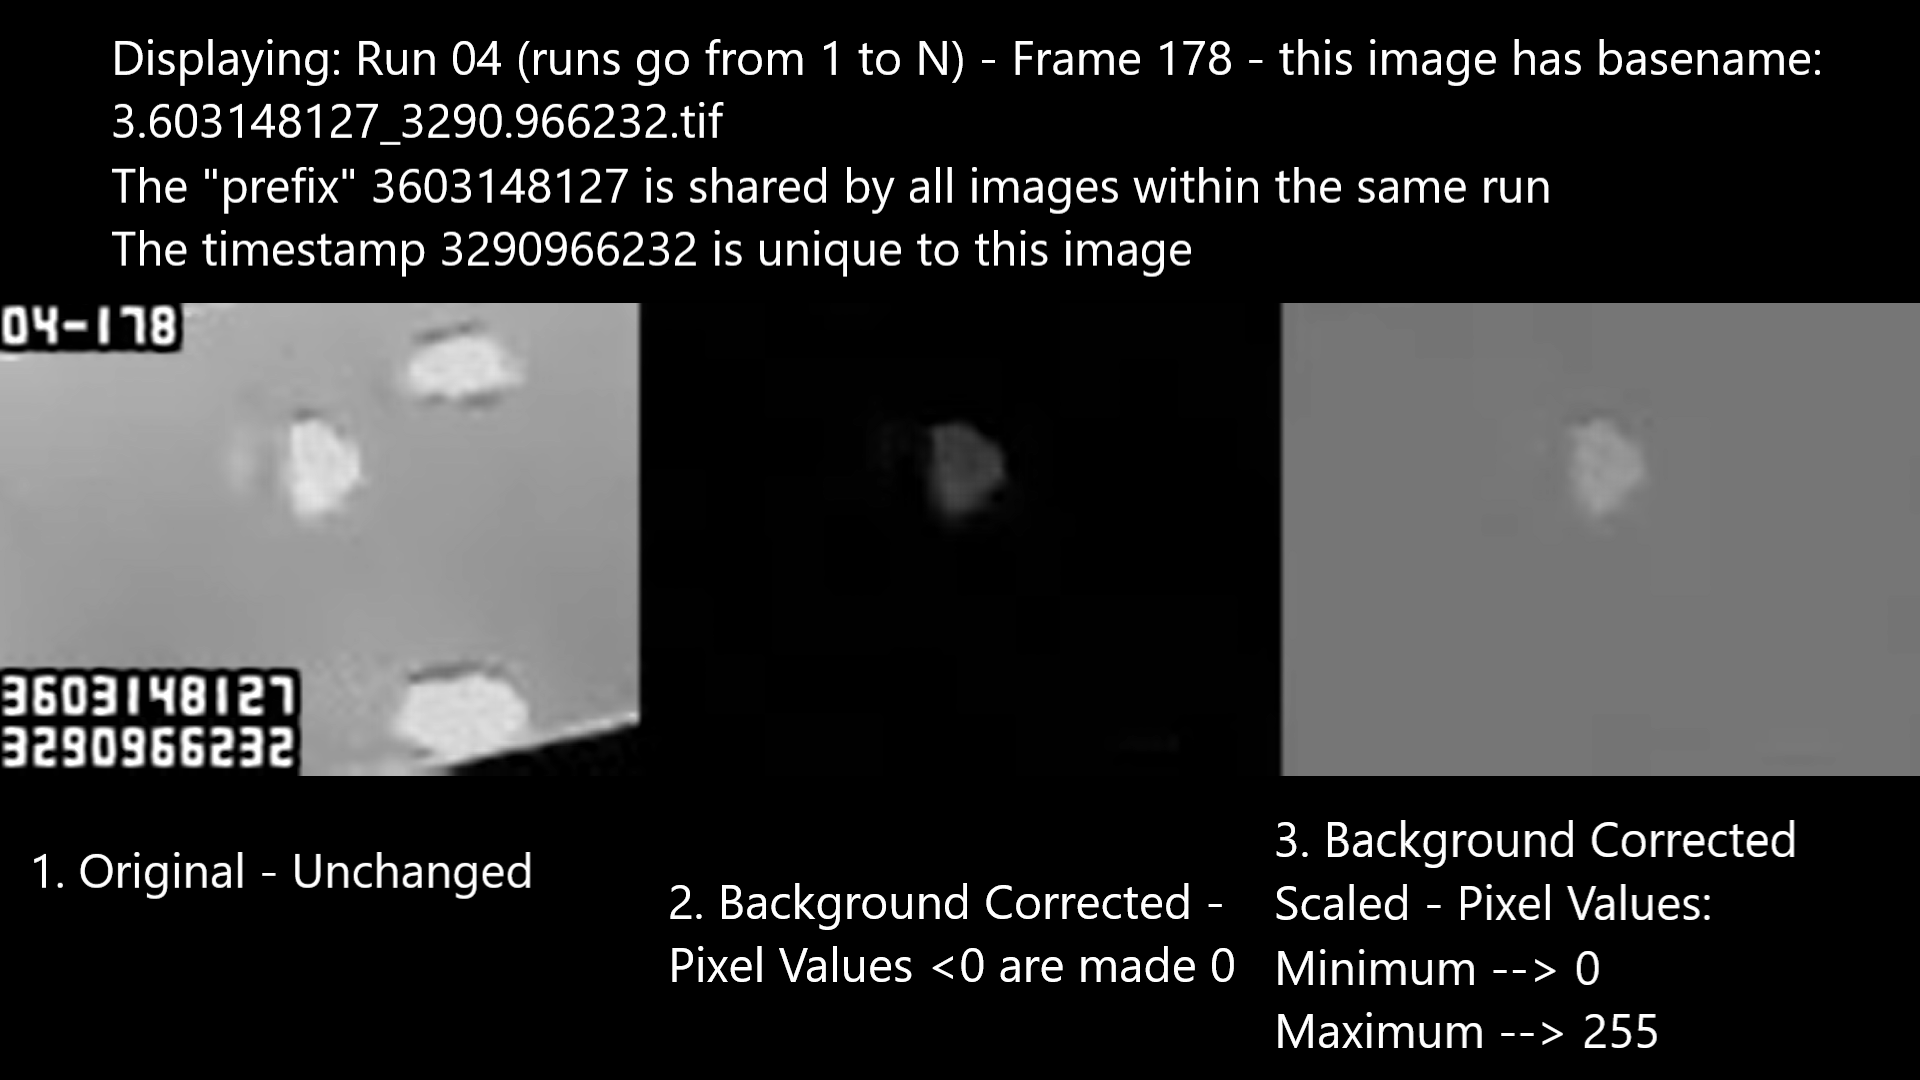 Displaying: Run 04 (runs go from 1 to N) - Frame 178 - this image has basename:
3.603148127_3290.966232.tif
The "prefix" 3603148127 is shared by all images within the same run
The timestamp 3290966232 is unique to this image
04-178
3603148127
3290966232
1. Original - Unchanged
2. Background Corrected -
Pixel Values <0 are made 0
3. Background Corrected
Scaled - Pixel Values:
Minimum --> 0
Maximum --> 255